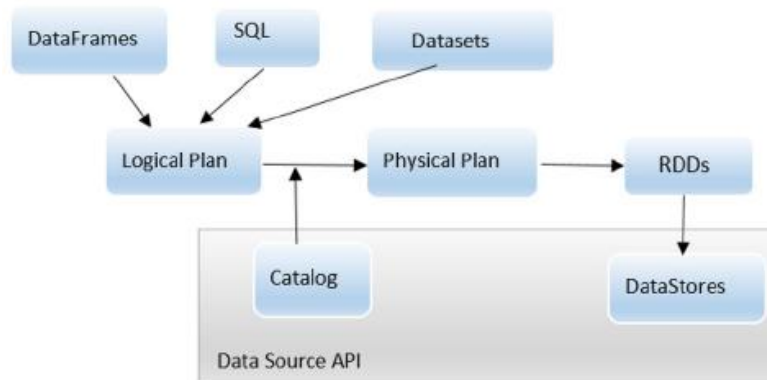 DataFrames
SQL
Datasets
Logical Plan
Physical Plan
RDDs
Catalog
DataStores
Data Source API